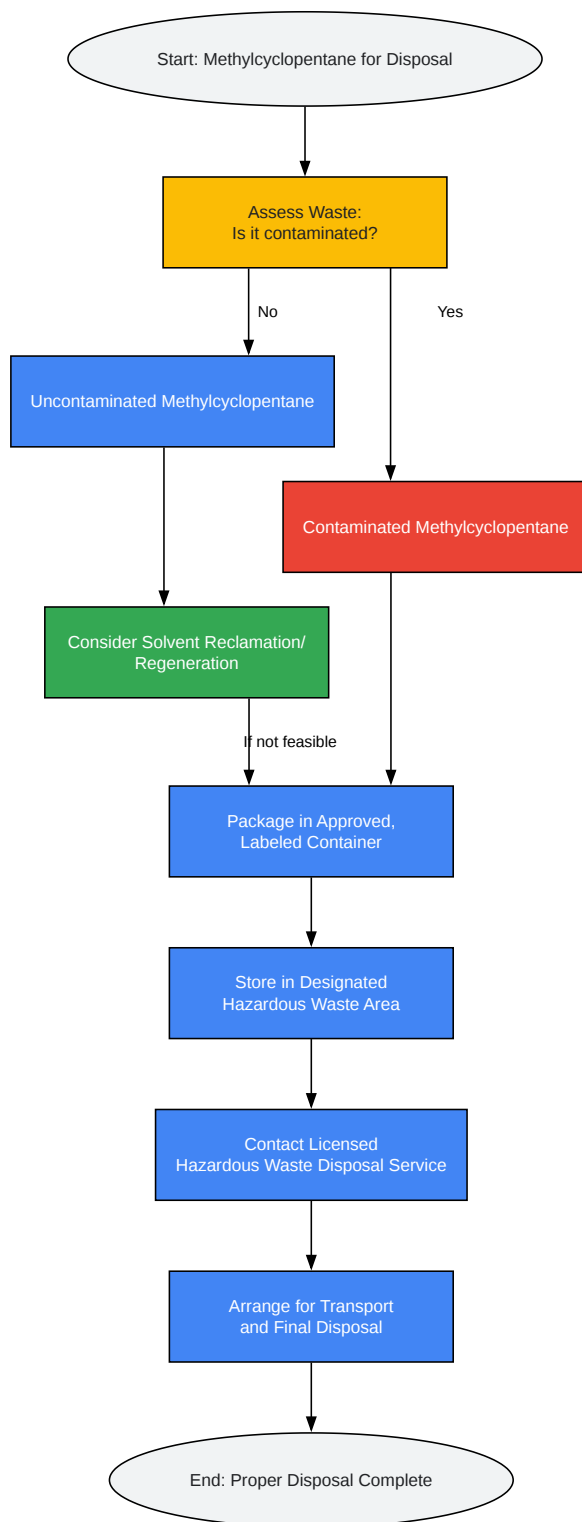 Start: Methylcyclopentane for Disposal
Assess Waste:
Is it contaminated?
No
Yes
Uncontaminated Methylcyclopentane
Contaminated Methylcyclopentane
Consider Solvent Reclamation/
Regeneration
If not feasible
Package in Approved,
Labeled Container
Store in Designated
Hazardous Waste Area
Contact Licensed
Hazardous Waste Disposal Service
Arrange for Transport
and Final Disposal
End: Proper Disposal Complete